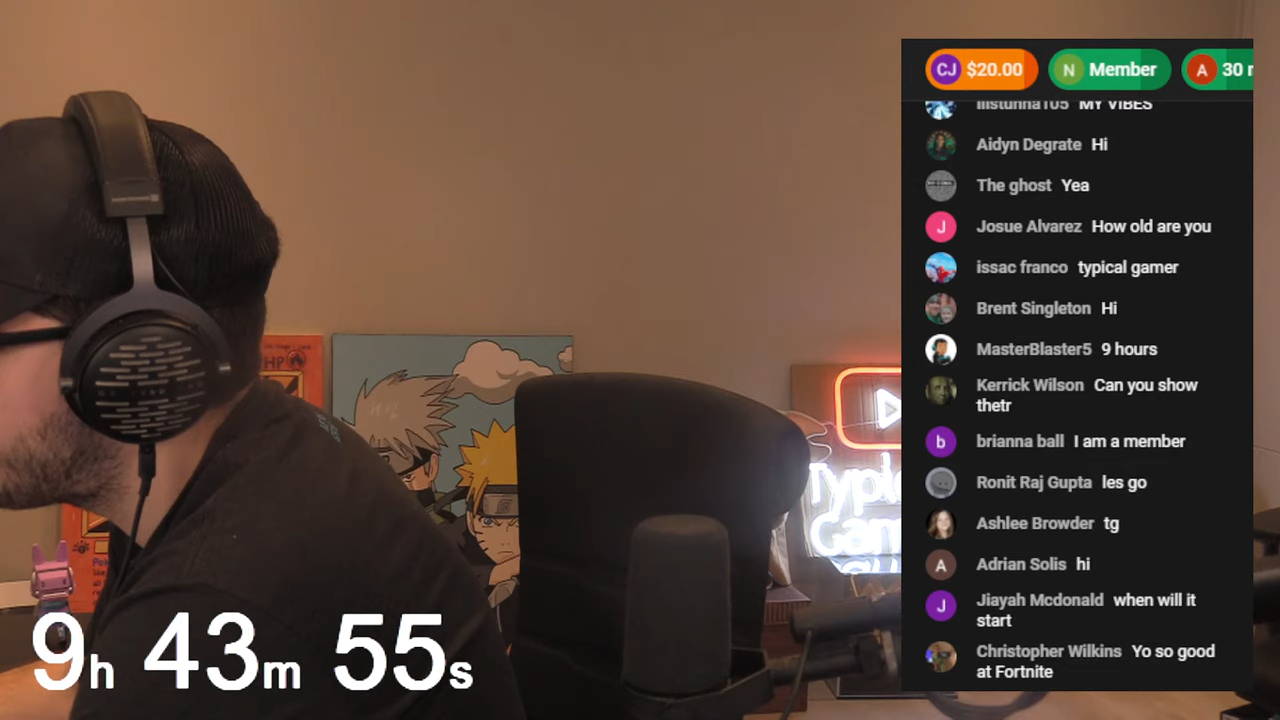 CJ $20.00 N Member A 30
MY VIBES
Aidyn Degrate Hi
The ghost Yea
J Josue Alvarez How old are you
issac franco typical gamer
Brent Singleton Hi
MasterBlaster5 9 hours
Kerrick Wilson Can you show
thetr
b brianna ball I am a member
Ronit Raj Gupta les go
Ashlee Browder tg
A Adrian Solis hi
J Jiayah Mcdonald when will it
start
Christopher Wilkins Yo so good
at Fortnite
HP
9h 43m 55s